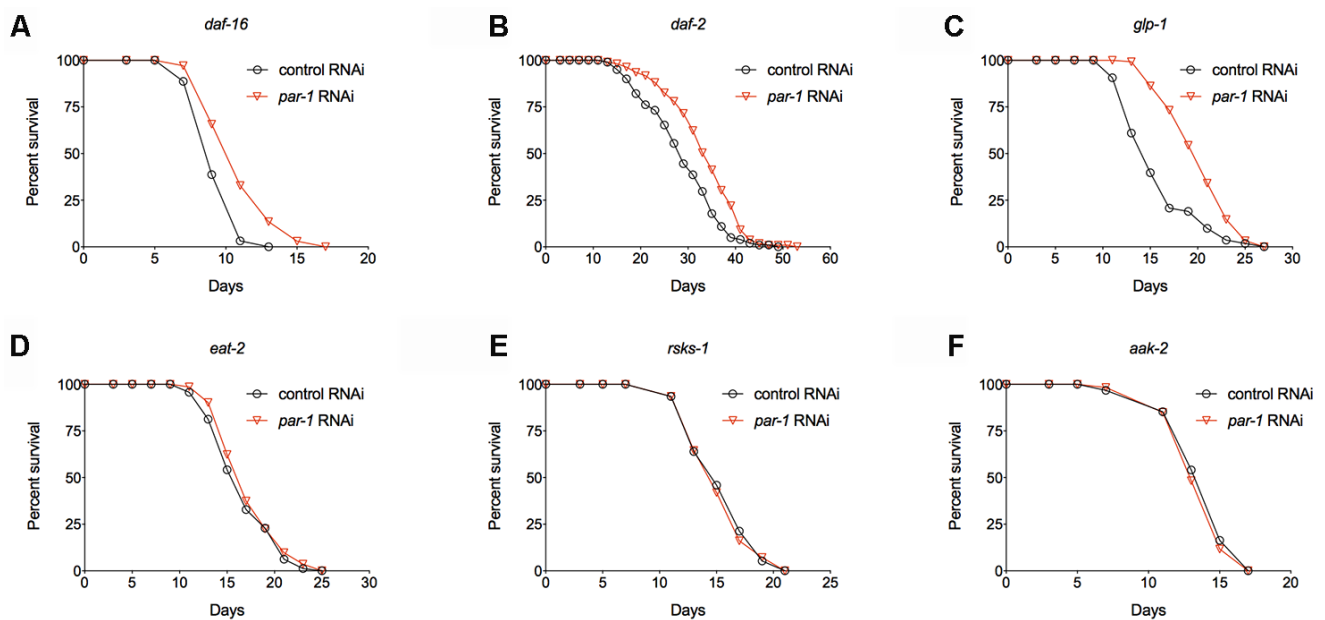 A
daf-16
100
75
50
25
0
Percent survival
control RNAi
par-1 RNAi
0 5 10 15 20
Days
B
daf-2
100
75
50
25
0
Percent survival
control RNAi
par-1 RNAi
0 10 20 30 40 50 60
Days
C
glp-1
100
75
50
25
0
Percent survival
control RNAi
par-1 RNAi
0 5 10 15 20 25 30
Days
D
eat-2
100
75
50
25
0
Percent survival
control RNAi
par-1 RNAi
0 5 10 15 20 25 30
Days
E
rsks-1
100
75
50
25
0
Percent survival
control RNAi
par-1 RNAi
0 5 10 15 20 25
Days
F
aak-2
100
75
50
25
0
Percent survival
control RNAi
par-1 RNAi
0 5 10 15 20
Days